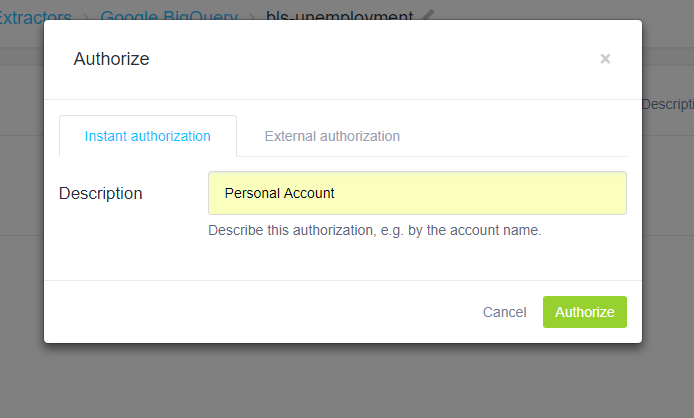 Extractors > Google BigQuery > bls-unemployment
Authorize ×
Descripti
Instant authorization External authorization
Description Personal Account
Describe this authorization, e.g. by the account name.
Cancel Authorize